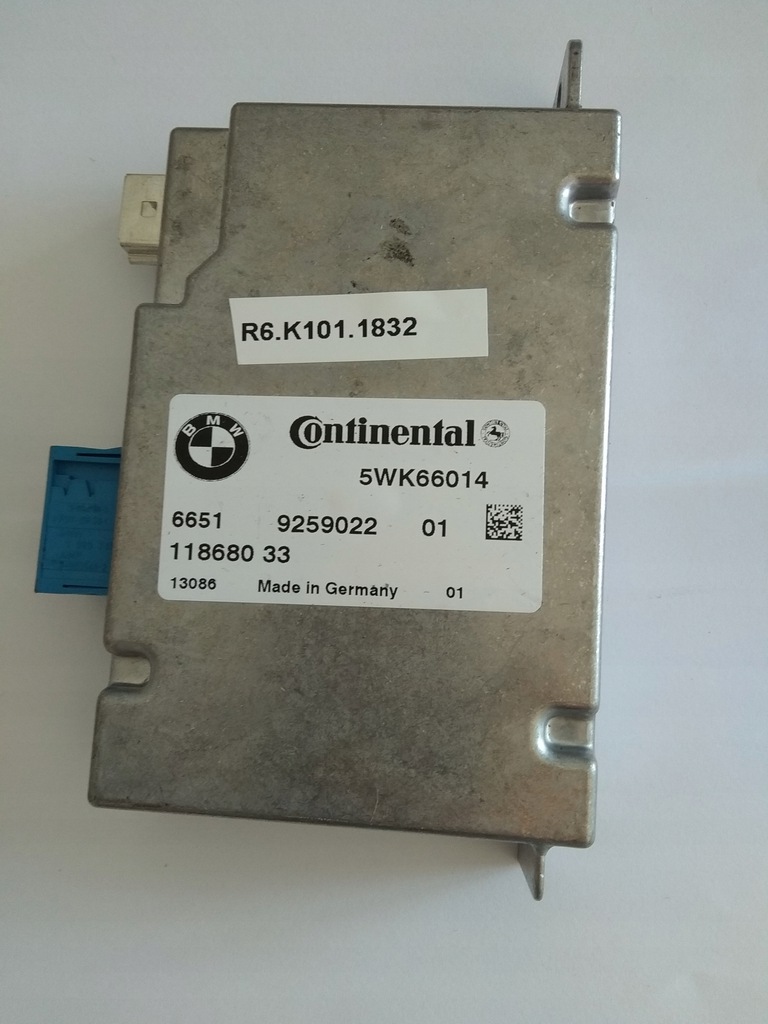 R6.K101.1832
BMW
Continental
5WK66014
6651 9259022 01
118680 33
13086 Made in Germany 01